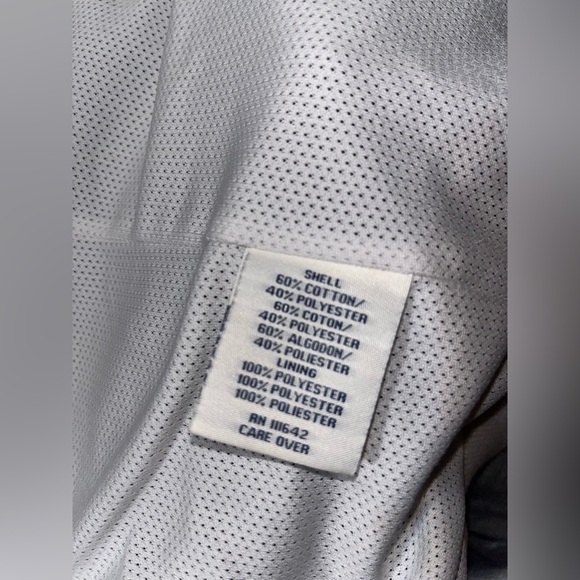 SHELL
60% COTTON/
40% POLYESTER
60% COTON/
40% POLYESTER
60% ALGODON/
40% POLIESTER
LINING
100% POLYESTER
100% POLYESTER
100% POLIESTER
RN 111642
CARE OVER